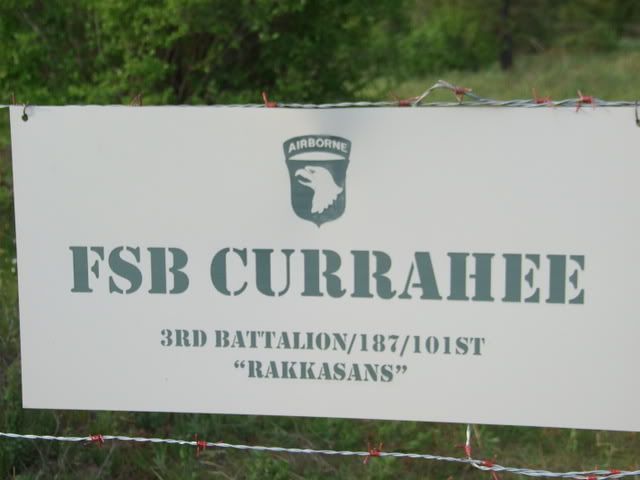 AIRBORNE
FSB CURRAHEE
3RD BATTALION/187/101ST
“RAKKASANS”